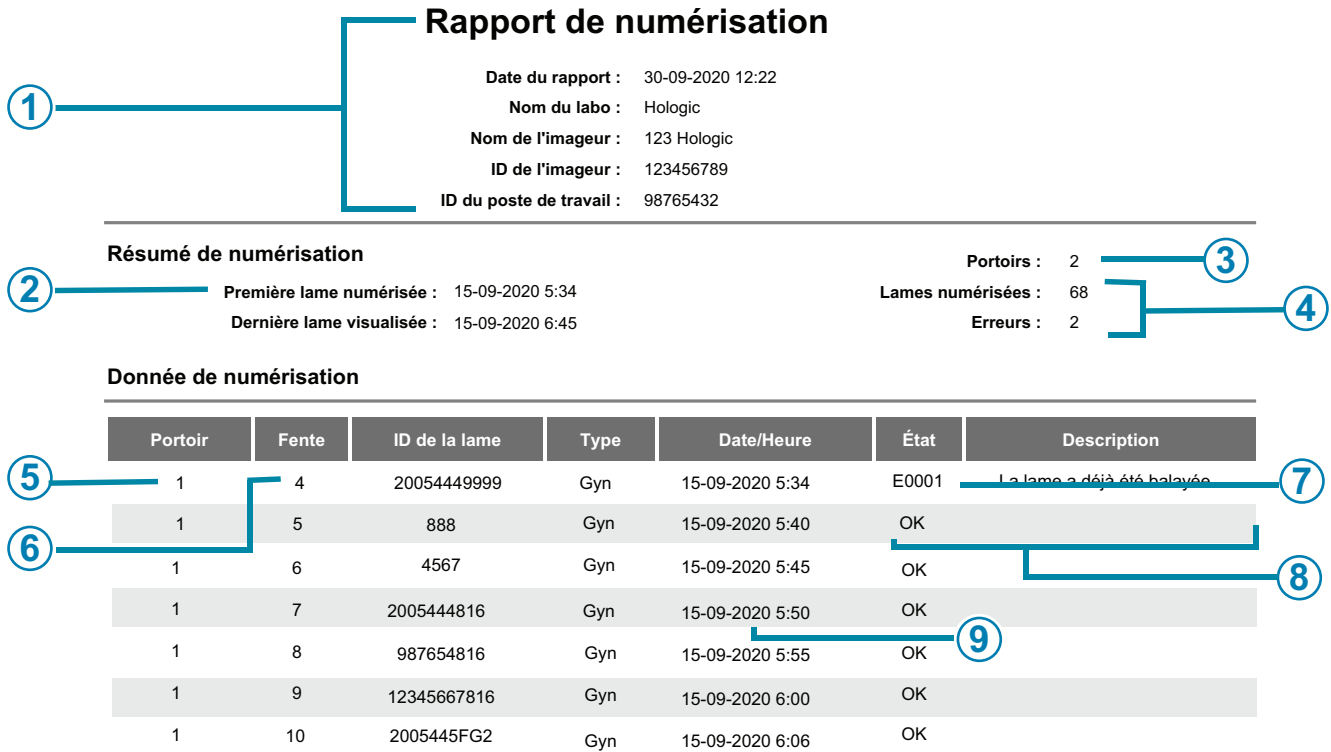 Rapport de numérisation
Date du rapport : 30-09-2020 12:22
1
Nom du labo : Hologic
Nom de l'imageur : 123 Hologic
ID de l'imageur : 123456789
ID du poste de travail : 98765432
Résumé de numérisation
Portoirs : 2
3
2
Première lame numérisée : 15-09-2020 5:34
Lames numérisées : 68
4
Dernière lame visualisée : 15-09-2020 6:45
Erreurs : 2
Donnée de numérisation
Portoir Fente ID de la lame Type Date/Heure État Description
5
1 4 20054449999 Gyn 15-09-2020 5:34 E0001 La lame a déjà été balayée
7
1 5 888 Gyn 15-09-2020 5:40 OK
6
1 6 4567 Gyn 15-09-2020 5:45 OK
8
1 7 2005444816 Gyn 15-09-2020 5:50 OK
9
1 8 987654816 Gyn 15-09-2020 5:55 OK
1 9 12345667816 Gyn 15-09-2020 6:00 OK
1 10 2005445FG2 Gyn 15-09-2020 6:06 OK